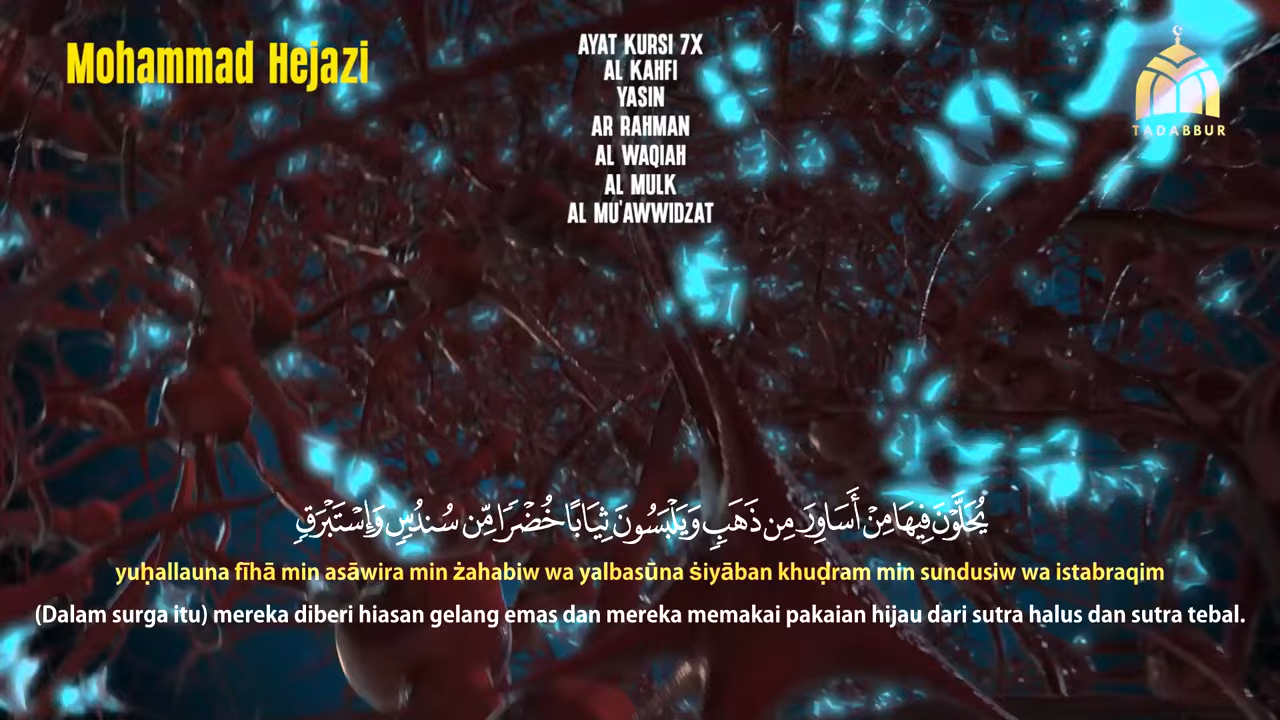 Mohammad Hejazi
AYAT KURSI 7X
AL KAHFI
YASIN
AR RAHMAN
AL WAQIAH
AL MULK
AL MU'AWWIDZAT
TADABBUR
يُحَلَّوْنَ فِيهَا مِنْ أَسَاوِرَ مِن ذَهَبٍ وَيَلْبَسُونَ ثِيَابًا خُضْرًا مِّن سُندُسٍ وَإِسْتَبْرَقٍ
yuḥallauna fīhā min asāwira min żahabiw wa yalbasūna ṡiyāban khuḍram min sundusiw wa istabraqim
(Dalam surga itu) mereka diberi hiasan gelang emas dan mereka memakai pakaian hijau dari sutra halus dan sutra tebal.